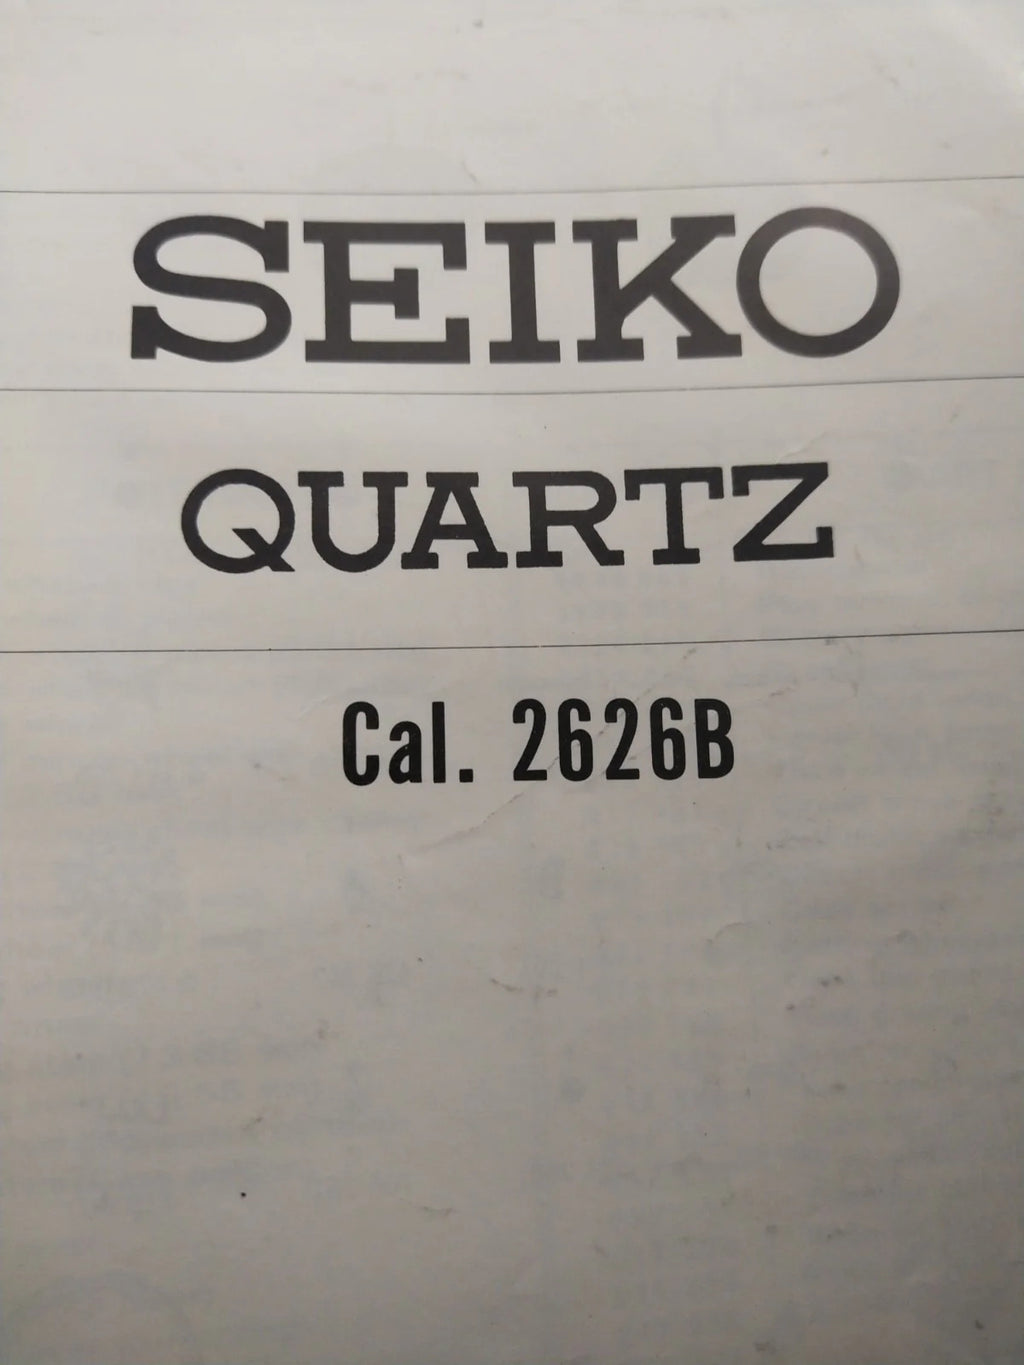 SEIKO
QUARTZ
Cal. 2626B